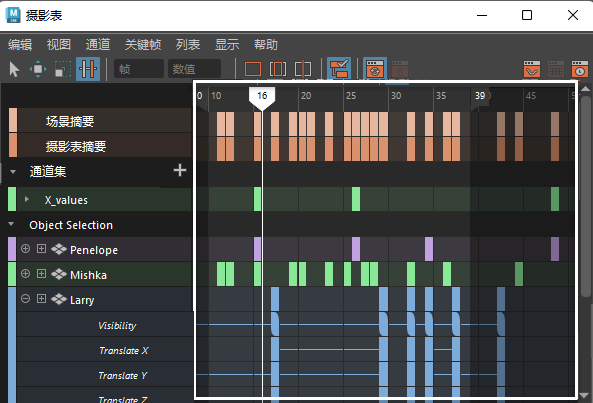 摄影表
编辑 视图 通道 关键帧 列表 显示 帮助
帧 数值
0 10 16 20 25 30 35 39 45
场景摘要
摄影表摘要
通道集
X_values
Object Selection
Penelope
Mishka
Larry
Visibility
Translate X
Translate Y
Translate Z